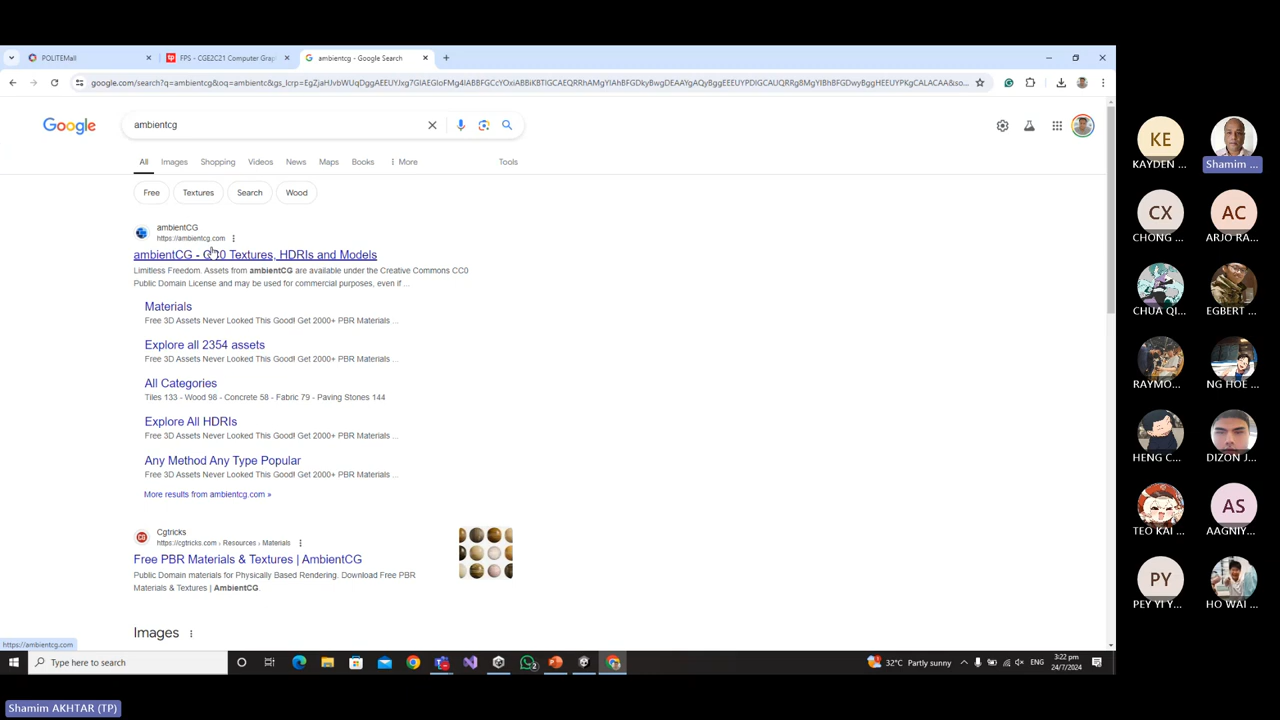 POLITEMall
FPS - CGE2C21 Computer Grap
ambientcg - Google Search
google.com/search?q=ambientcg&oq=ambientc&gs_lcrp=
Google
ambientcg
All
Images
Shopping
Videos
News
Maps
Books
More
Tools
Free
Textures
Search
Wood
ambientCG
https://ambientcg.com
ambientCG - CC0 Textures, HDRIs and Models
Limitless Freedom. Assets from ambientCG are available under the Creative Commons CC0
Public Domain License and may be used for commercial purposes, even if ...
Materials
Free 3D Assets Never Looked This Good! Get 2000+ PBR Materials ...
Explore all 2354 assets
Free 3D Assets Never Looked This Good! Get 2000+ PBR Materials ...
All Categories
Tiles 133 - Wood 98 - Concrete 58 - Fabric 79 - Paving Stones 144
Explore All HDRIs
Free 3D Assets Never Looked This Good! Get 2000+ PBR Materials ...
Any Method Any Type Popular
Free 3D Assets Never Looked This Good! Get 2000+ PBR Materials ...
More results from ambientcg.com »
Cgtricks
https://cgtricks.com › Resources › Materials
Free PBR Materials & Textures | AmbientCG
Public Domain materials for Physically Based Rendering. Download Free PBR
Materials & Textures | AmbientCG.
Images
https://ambientcg.com
Type here to search
2
32°C Partly sunny
ENG
3:22 pm
24/7/2024
KE
KAYDEN ...
Shamim ...
CX
CHONG ...
AC
ARJO RA...
CHUA QI...
EGBERT ...
RAYMO...
NG HOE ...
HENG C...
DIZON J...
TEO KAI ...
AS
AAGNIY...
PY
PEY YI Y...
HO WAI ...
Shamim AKHTAR (TP)